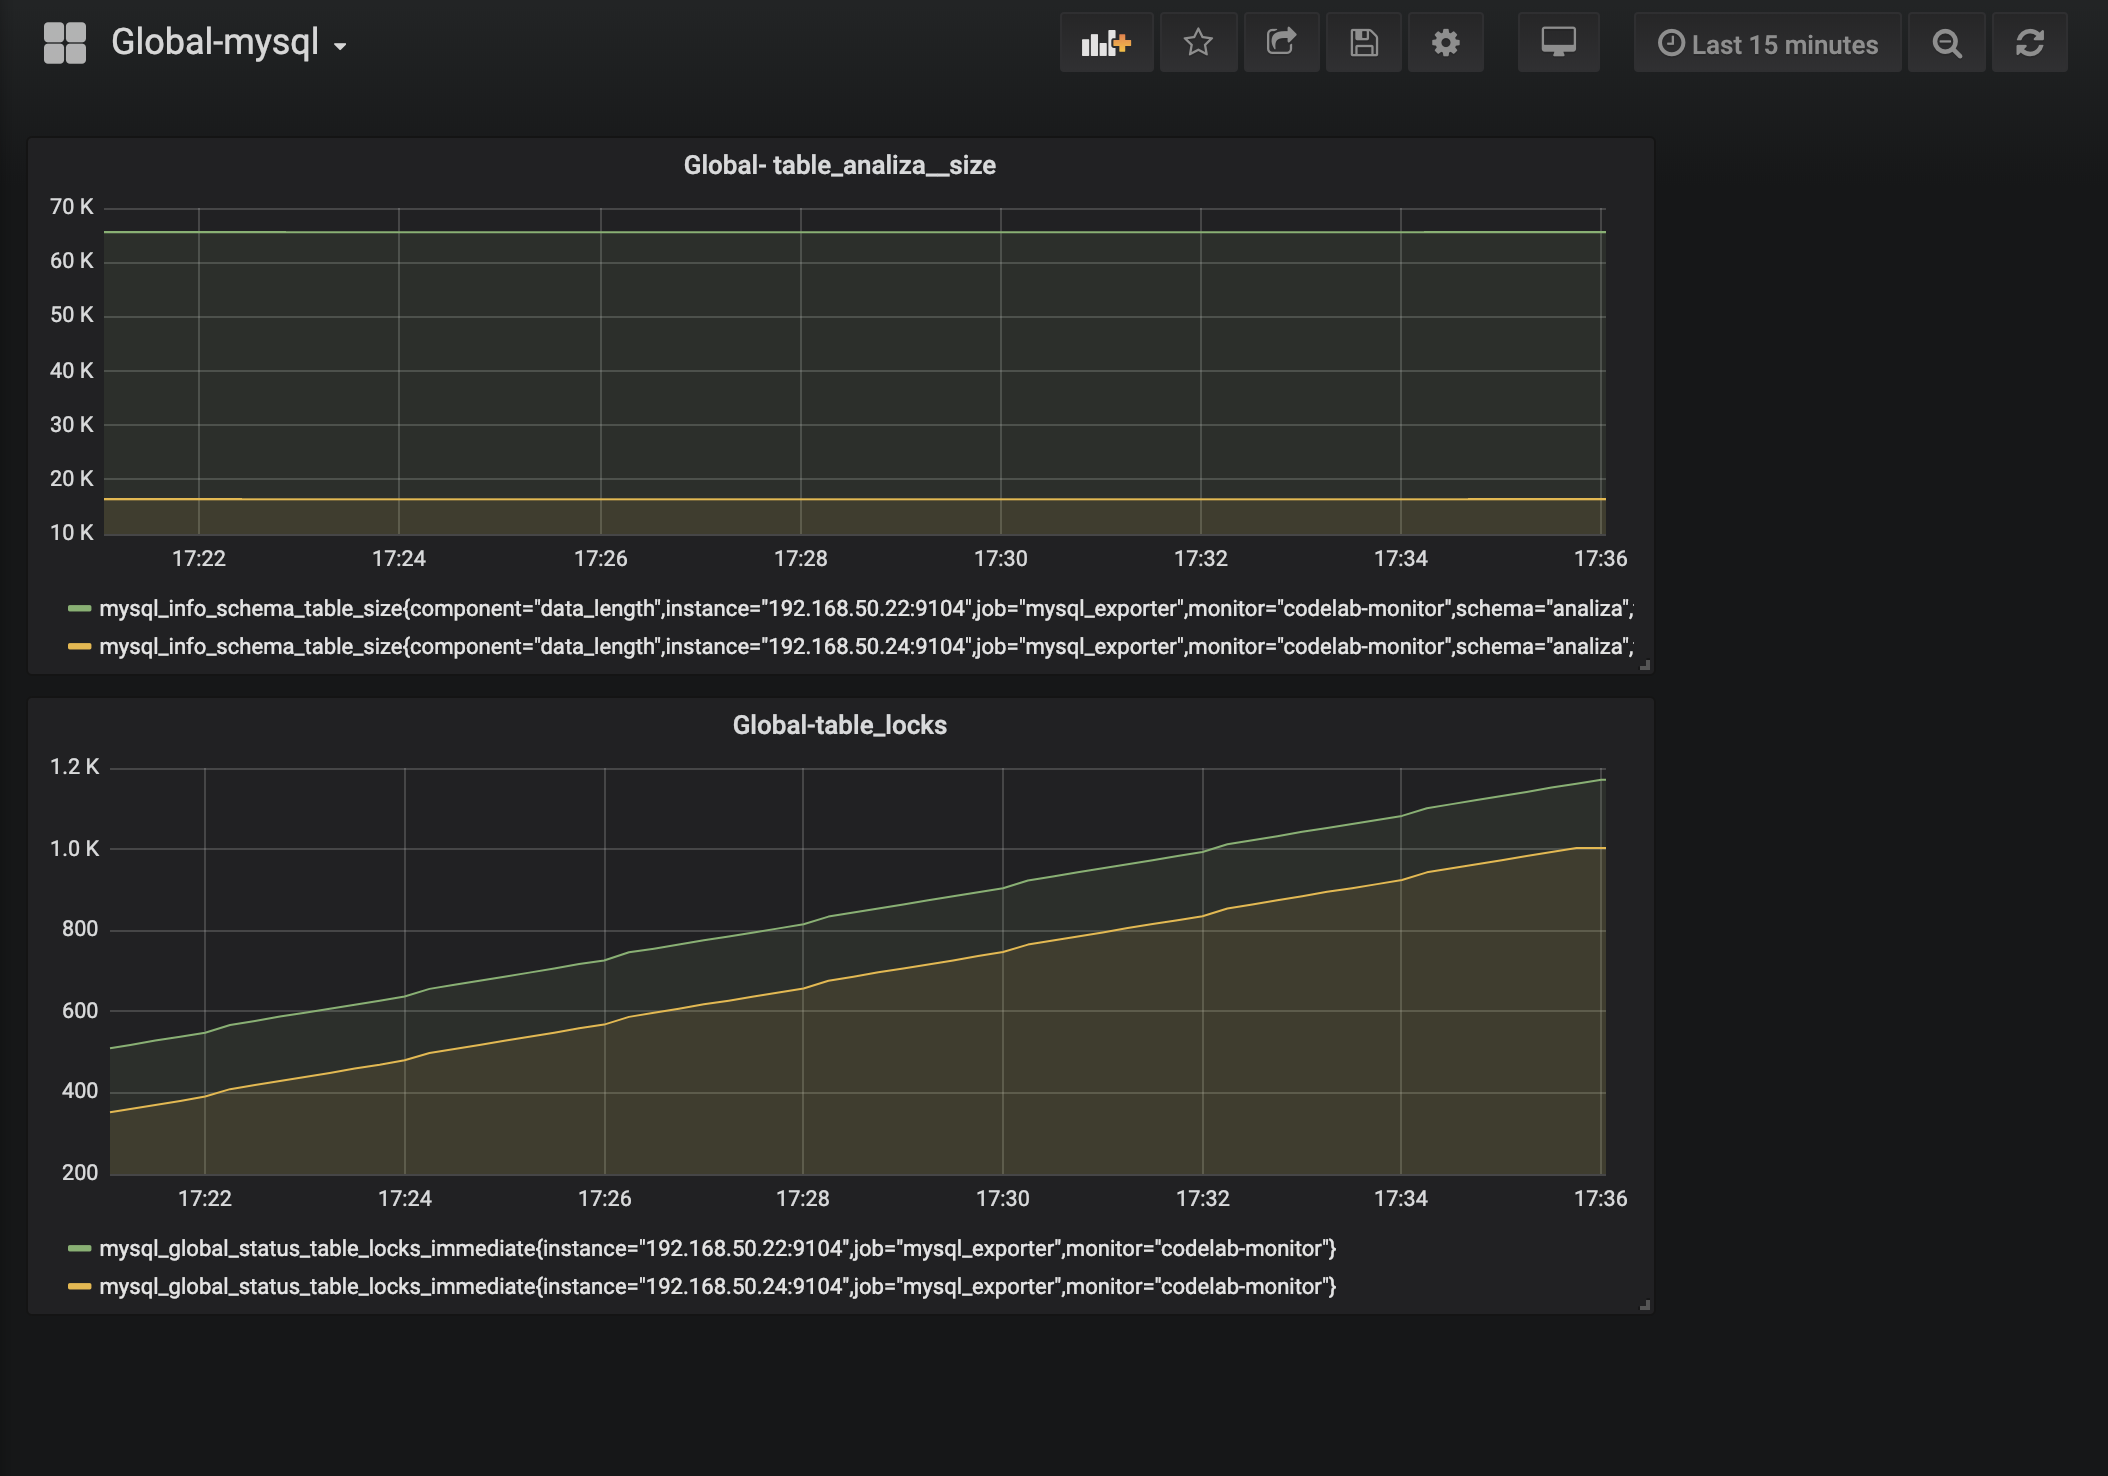 Global-mysql
Last 15 minutes
Global- table_analiza__size
70 K
60 K
50 K
40 K
30 K
20 K
10 K
17:22 17:24 17:26 17:28 17:30 17:32 17:34 17:36
mysql_info_schema_table_size{component="data_length",instance="192.168.50.22:9104",job="mysql_exporter",monitor="codelab-monitor",schema="analiza",
mysql_info_schema_table_size{component="data_length",instance="192.168.50.24:9104",job="mysql_exporter",monitor="codelab-monitor",schema="analiza",
Global-table_locks
1.2 K
1.0 K
800
600
400
200
17:22 17:24 17:26 17:28 17:30 17:32 17:34 17:36
mysql_global_status_table_locks_immediate{instance="192.168.50.22:9104",job="mysql_exporter",monitor="codelab-monitor"}
mysql_global_status_table_locks_immediate{instance="192.168.50.24:9104",job="mysql_exporter",monitor="codelab-monitor"}